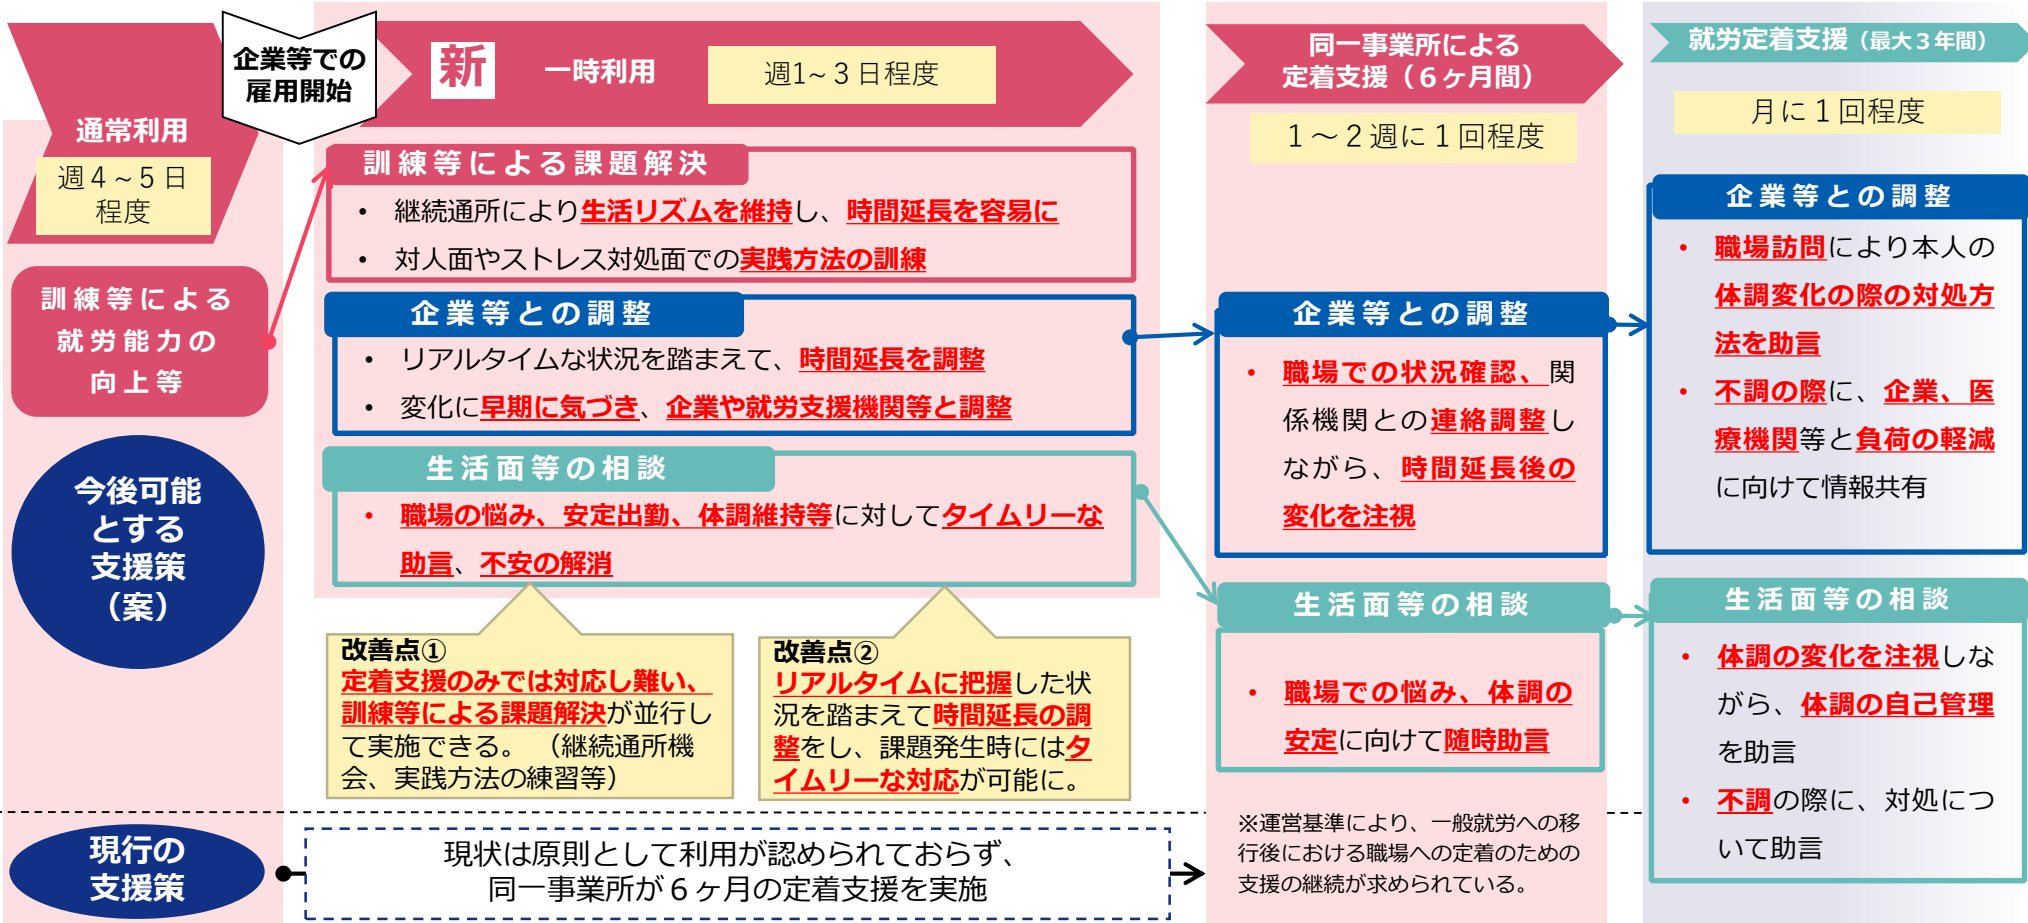 通常利用
週４～５日
程度
企業等での
雇用開始
新
一時利用
週1～３日程度
同一事業所による
定着支援（６ヶ月間）
１～２週に１回程度
就労定着支援（最大３年間）
月に１回程度
訓練等による
就労能力の
向上等
今後可能
とする
支援策
（案）
訓練等による課題解決
・ 継続通所により生活リズムを維持し、時間延長を容易に
・ 対人面やストレス対処面での実践方法の訓練
企業等との調整
・ リアルタイムな状況を踏まえて、時間延長を調整
・ 変化に早期に気づき、企業や就労支援機関等と調整
生活面等の相談
・ 職場の悩み、安定出勤、体調維持等に対してタイムリーな
助言、不安の解消
改善点①
定着支援のみでは対応し難い、
訓練等による課題解決が並行し
て実施できる。（継続通所機
会、実践方法の練習等）
改善点②
リアルタイムに把握した状
況を踏まえて時間延長の調
整をし、課題発生時にはタ
イムリーな対応が可能に。
企業等との調整
・ 職場での状況確認、関
係機関との連絡調整し
ながら、時間延長後の
変化を注視
生活面等の相談
・ 職場での悩み、体調の
安定に向けて随時助言
※運営基準により、一般就労への移
行後における職場への定着のための
支援の継続が求められている。
企業等との調整
・ 職場訪問により本人の
体調変化の際の対処方
法を助言
・ 不調の際に、企業、医
療機関等と負荷の軽減
に向けて情報共有
生活面等の相談
・ 体調の変化を注視しな
がら、体調の自己管理
を助言
・ 不調の際に、対処につ
いて助言
現行の
支援策
現状は原則として利用が認められておらず、
同一事業所が６ヶ月の定着支援を実施